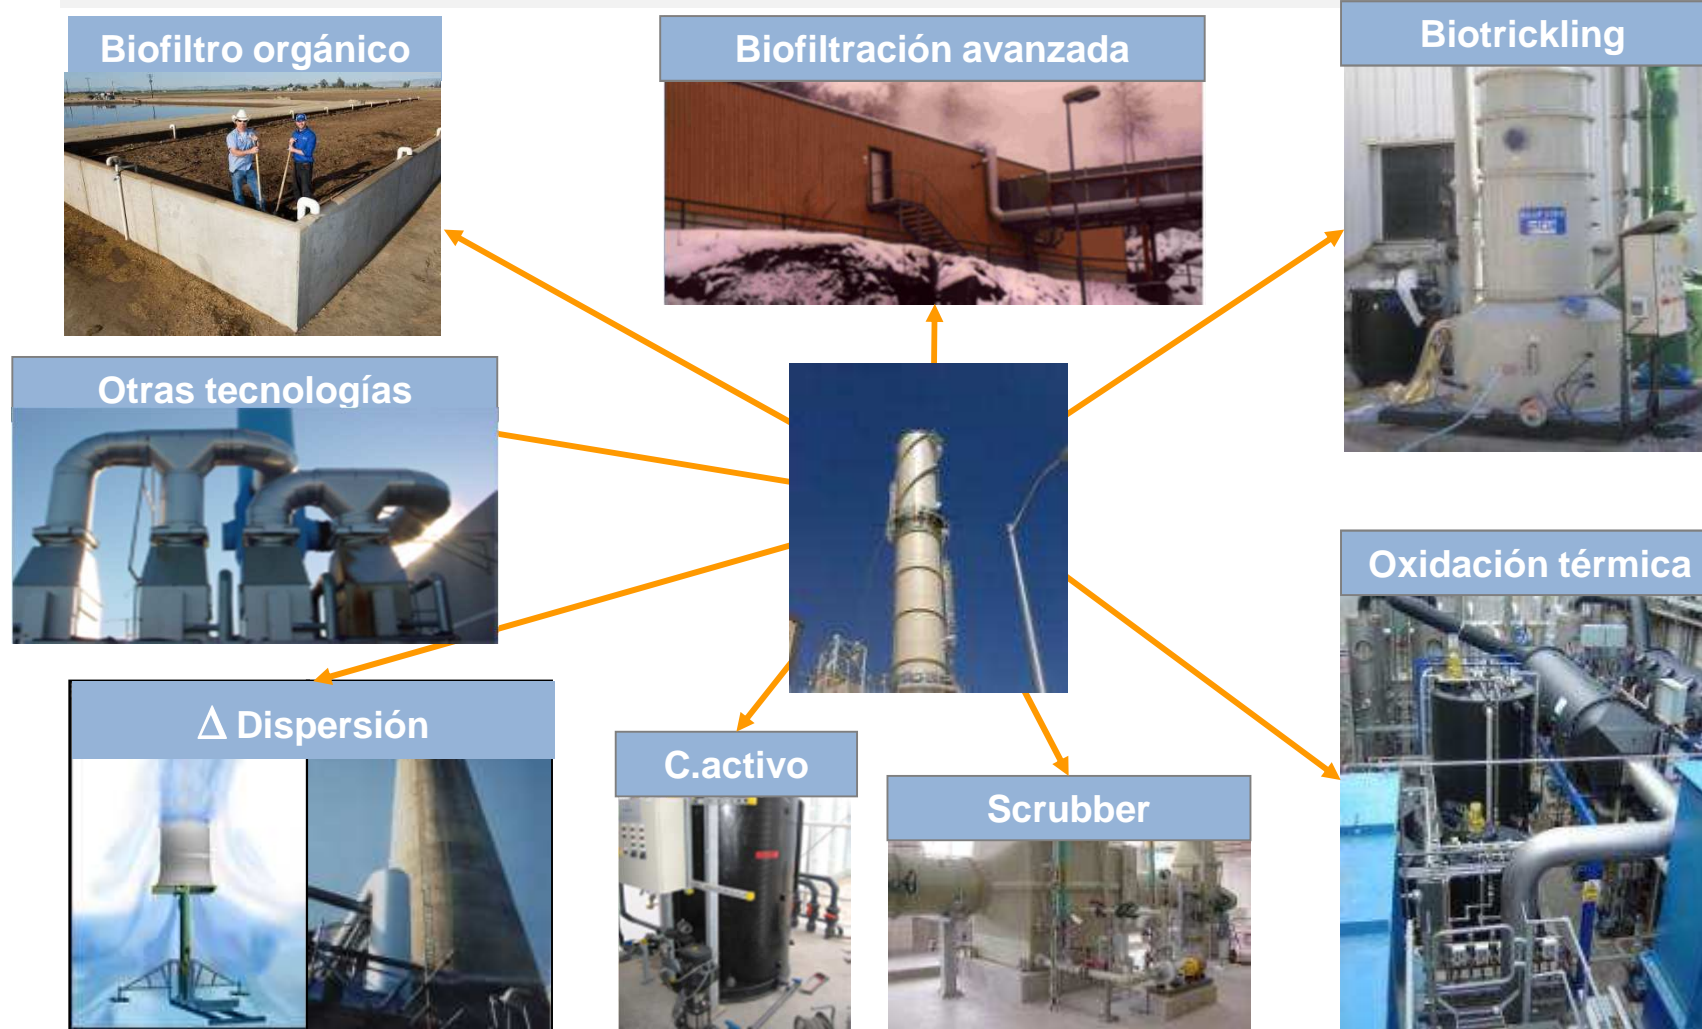 Biofiltro orgánico
Biofiltración avanzada
Biotrickling
Otras tecnologías
Oxidación térmica
Δ Dispersión
C.activo
Scrubber